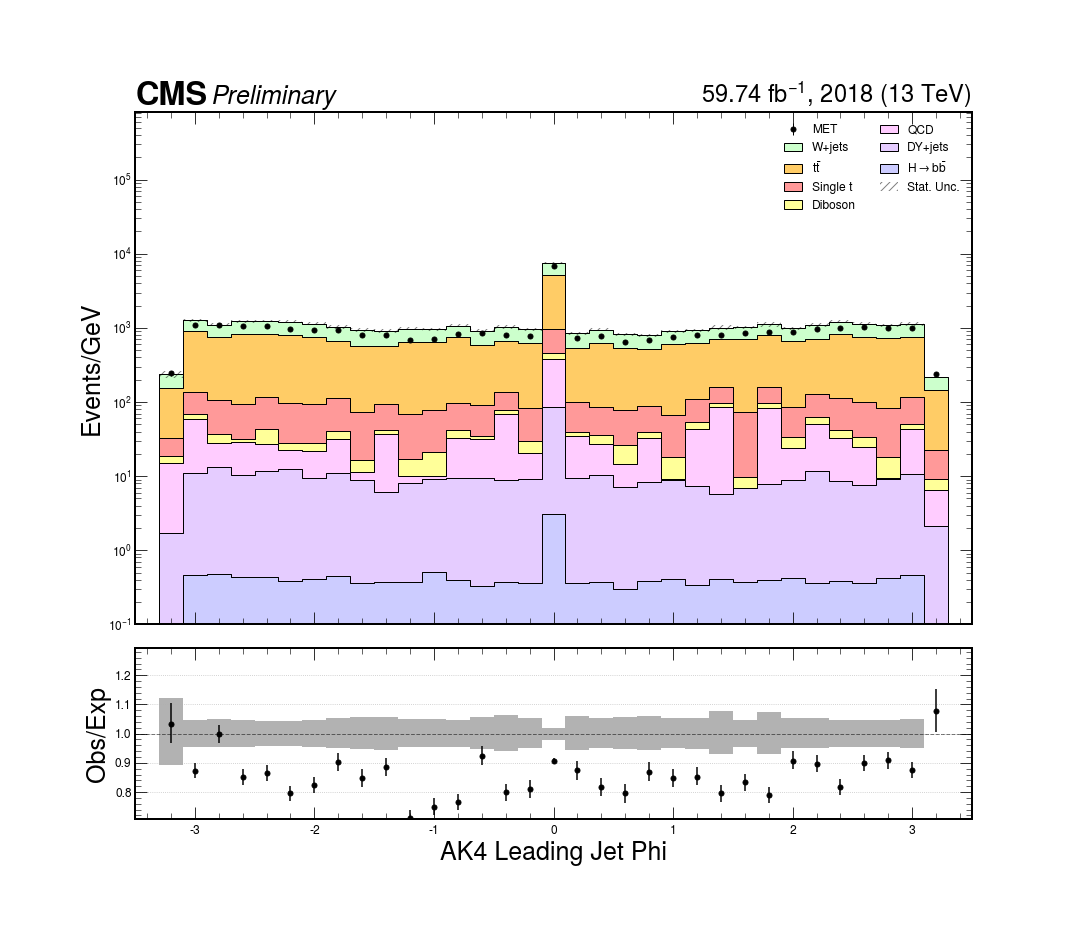 CMS Preliminary 59.74 fb⁻¹, 2018 (13 TeV)
MET QCD
W+jets DY+jets
tt̄ H→bb̄
Single t Stat. Unc.
Diboson
10⁵
10⁴
10³
10²
10¹
10⁰
10⁻¹
Events/GeV
1.2
1.1
1.0
0.9
0.8
Obs/Exp
-3 -2 -1 0 1 2 3
AK4 Leading Jet Phi